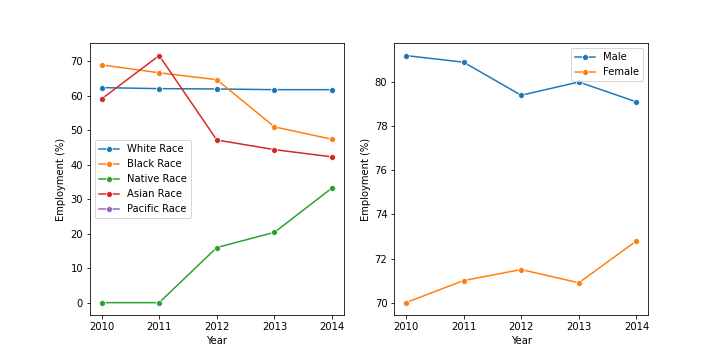 70
60
50
40
30
20
10
0
Employment (%)
White Race
Black Race
Native Race
Asian Race
Pacific Race
2010 2011 2012 2013 2014
Year
80
78
76
74
72
70
Employment (%)
Male
Female
2010 2011 2012 2013 2014
Year